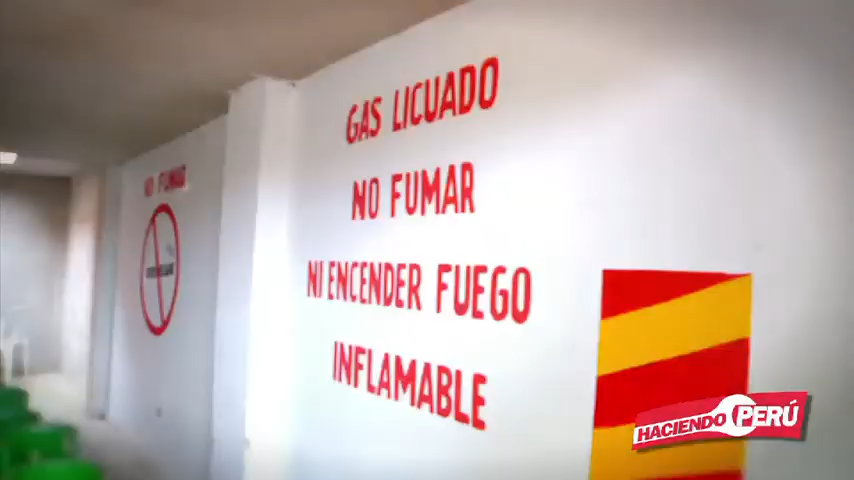 GAS LICUADO
NO FUMAR
NI ENCENDER FUEGO
INFLAMABLE
NO FUMAR
HACIENDO PERÚ